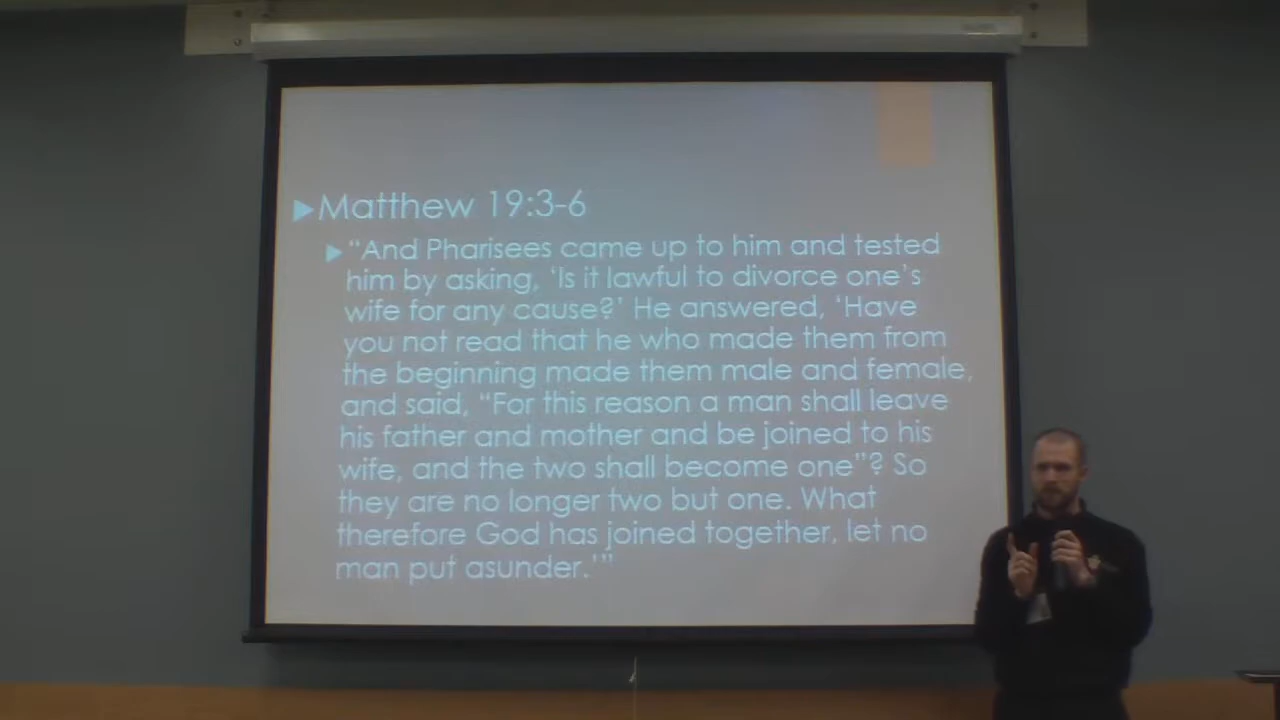 Matthew 19:3-6
“And Pharisees came up to him and tested
him by asking, ‘Is it lawful to divorce one’s
wife for any cause?’ He answered, ‘Have
you not read that he who made them from
the beginning made them male and female,
and said, “For this reason a man shall leave
his father and mother and be joined to his
wife, and the two shall become one”? So
they are no longer two but one. What
therefore God has joined together, let no
man put asunder.’”